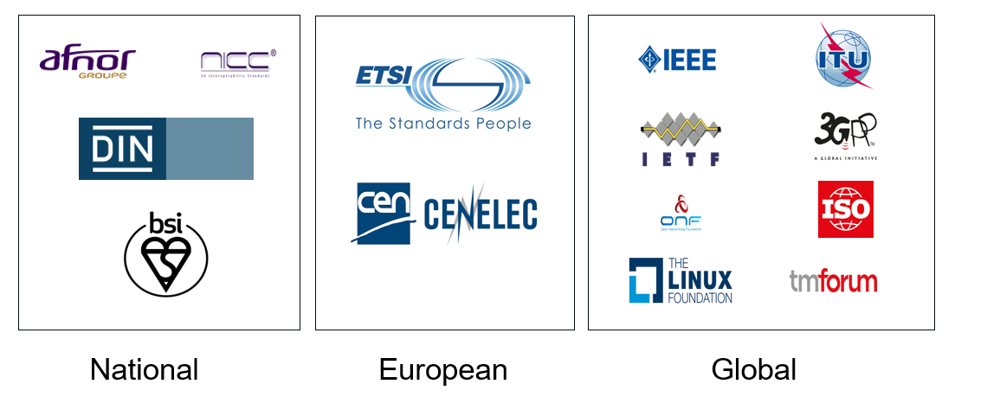 afnor
GROUPE
nicc®
UK Interoperability Standards
DIN
bsi
ETSI
The Standards People
cen
CENELEC
IEEE
ITU
IETF
3GPP™
A GLOBAL INITIATIVE
ONF
Open Networking Foundation
ISO
THE
LINUX
FOUNDATION
tmforum
National
European
Global